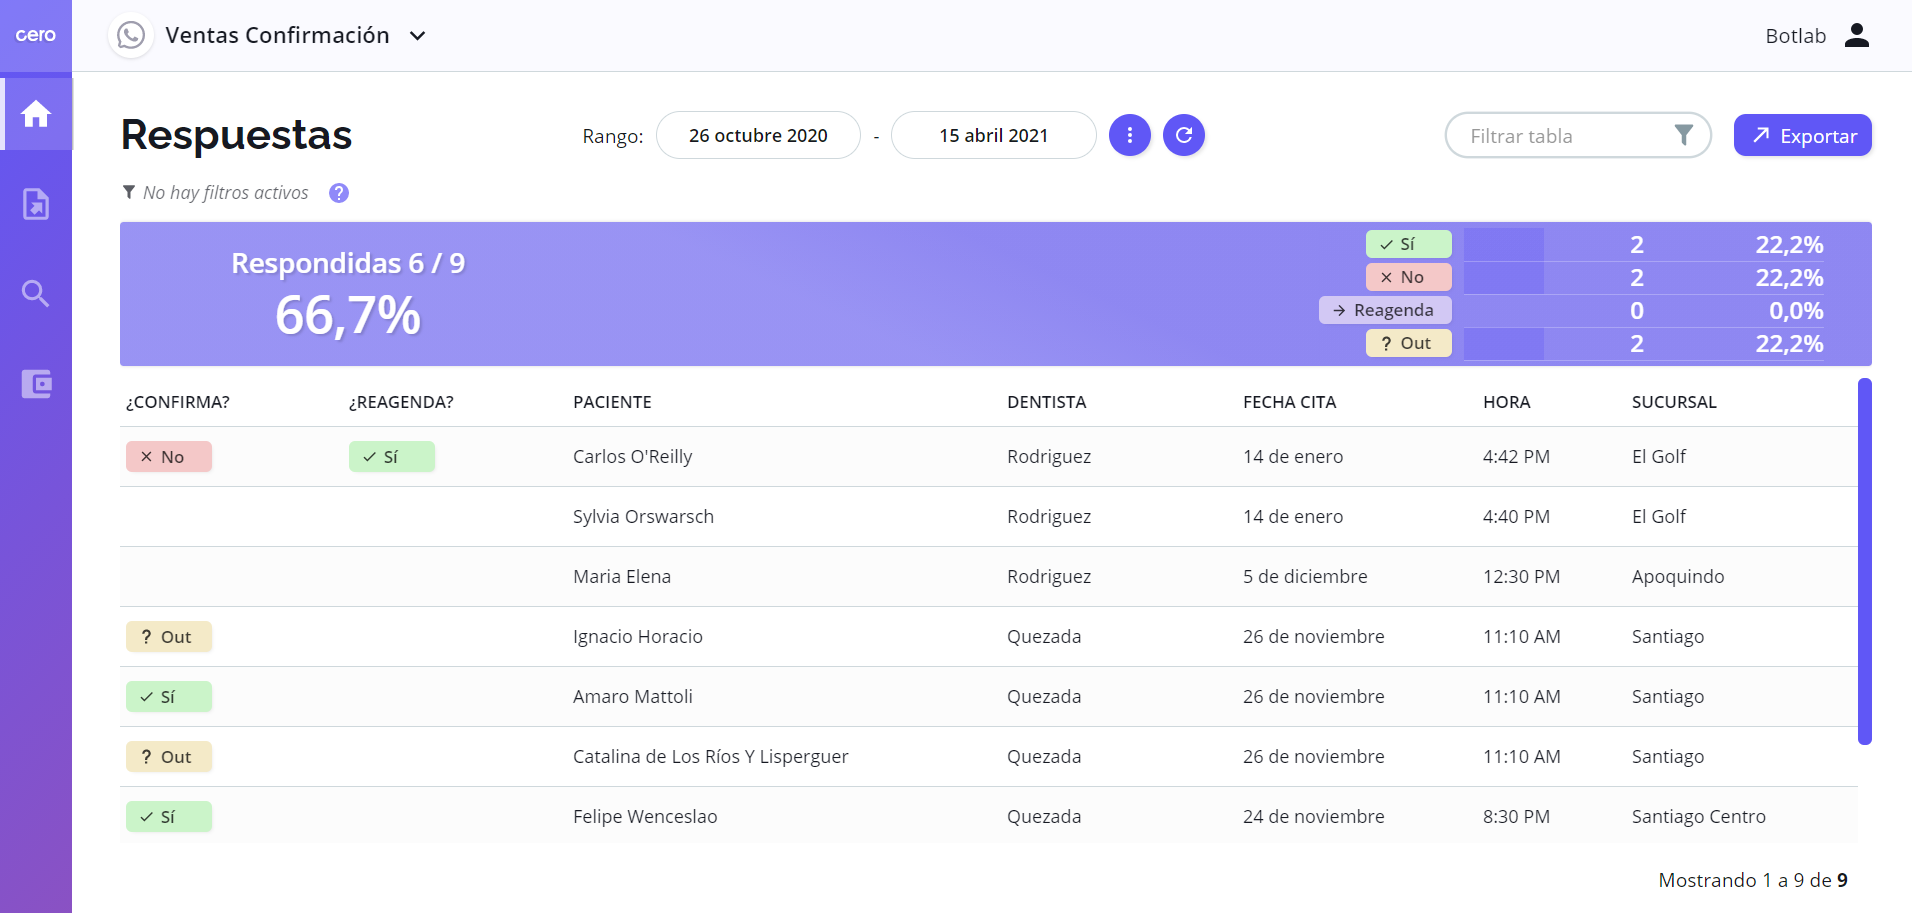 cero
Ventas Confirmación
Botlab
Respuestas
Rango: 26 octubre 2020 - 15 abril 2021
Filtrar tabla
Exportar
No hay filtros activos ?
Respondidas 6 / 9
66,7%
Sí 2 22,2%
No 2 22,2%
Reagenda 0 0,0%
? Out 2 22,2%
¿CONFIRMA? ¿REAGENDA? PACIENTE DENTISTA FECHA CITA HORA SUCURSAL
No Sí Carlos O'Reilly Rodriguez 14 de enero 4:42 PM El Golf
Sylvia Orswarsch Rodriguez 14 de enero 4:40 PM El Golf
Maria Elena Rodriguez 5 de diciembre 12:30 PM Apoquindo
? Out Ignacio Horacio Quezada 26 de noviembre 11:10 AM Santiago
Sí Amaro Mattoli Quezada 26 de noviembre 11:10 AM Santiago
? Out Catalina de Los Ríos Y Lisperguer Quezada 26 de noviembre 11:10 AM Santiago
Sí Felipe Wenceslao Quezada 24 de noviembre 8:30 PM Santiago Centro
Mostrando 1 a 9 de 9